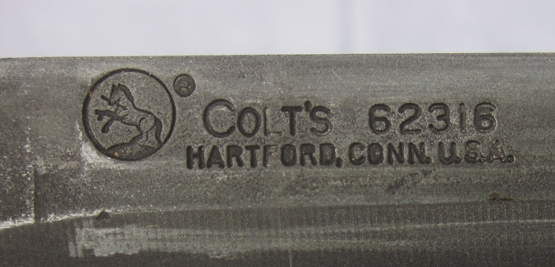 ® COLT'S 62316
HARTFORD, CONN. U.S.A.